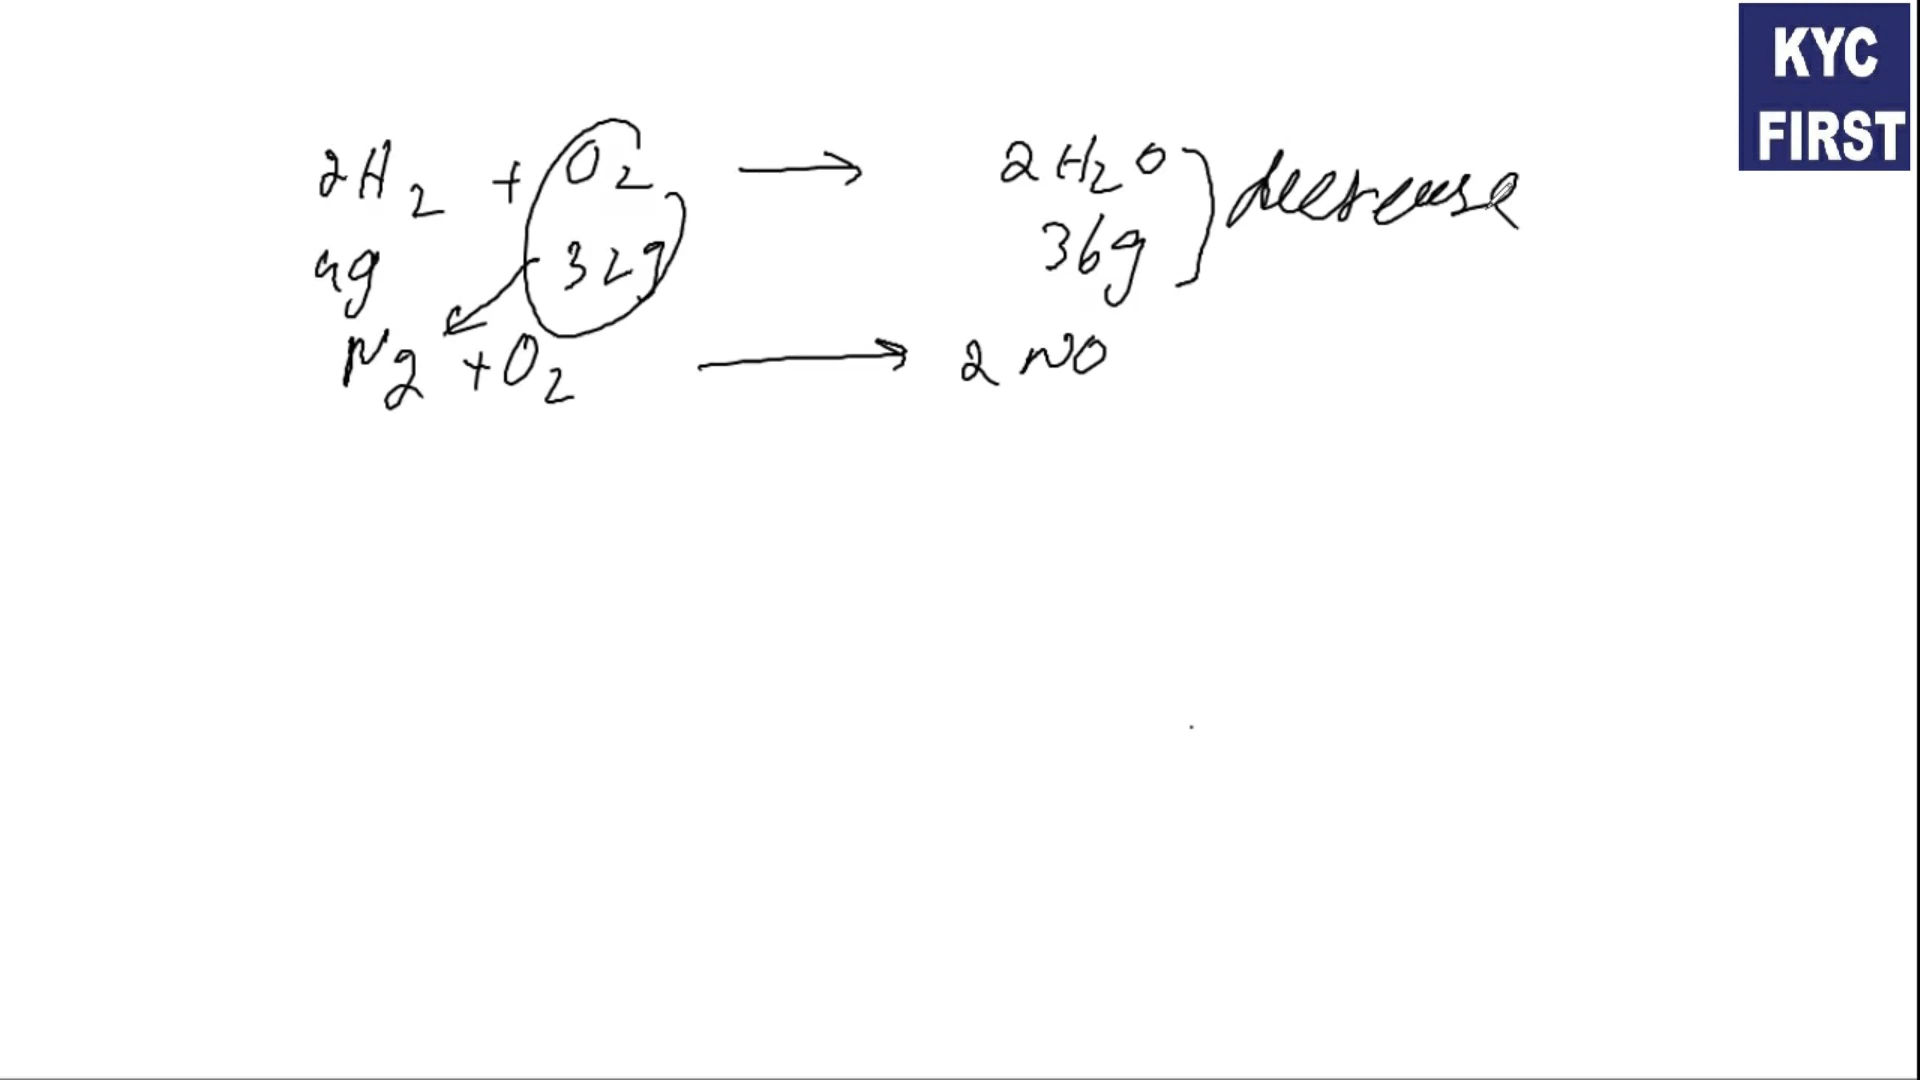 KYC
FIRST
2H2 + O2 → 2H2O decrease
4g 32g 36g
N2 + O2 → 2NO